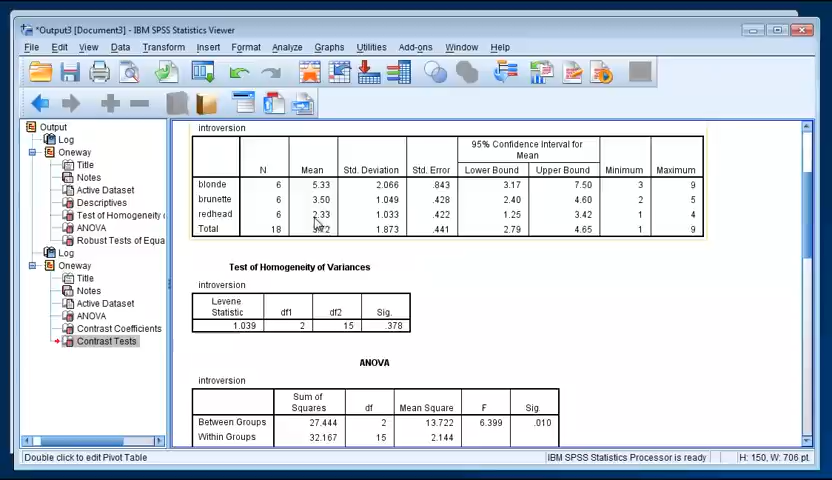 *Output3 [Document3] - IBM SPSS Statistics Viewer
File Edit View Data Transform Insert Format Analyze Graphs Utilities Add-ons Window Help
Output
Log
Oneway
Title
Notes
Active Dataset
Descriptives
Test of Homogeneity
ANOVA
Robust Tests of Equa
Log
Oneway
Title
Notes
Active Dataset
ANOVA
Contrast Coefficients
Contrast Tests
introversion
95% Confidence Interval for
Mean
N Mean Std. Deviation Std. Error Lower Bound Upper Bound Minimum Maximum
blonde 6 5.33 2.066 .843 3.17 7.50 3 9
brunette 6 3.50 1.049 .428 2.40 4.60 2 5
redhead 6 2.33 1.033 .422 1.25 3.42 1 4
Total 18 3.72 1.873 .441 2.79 4.65 1 9
Test of Homogeneity of Variances
introversion
Levene
Statistic df1 df2 Sig.
1.039 2 15 .378
ANOVA
introversion
Sum of
Squares df Mean Square F Sig.
Between Groups 27.444 2 13.722 6.399 .010
Within Groups 32.167 15 2.144
Double click to edit Pivot Table IBM SPSS Statistics Processor is ready H: 150, W: 706 pt.